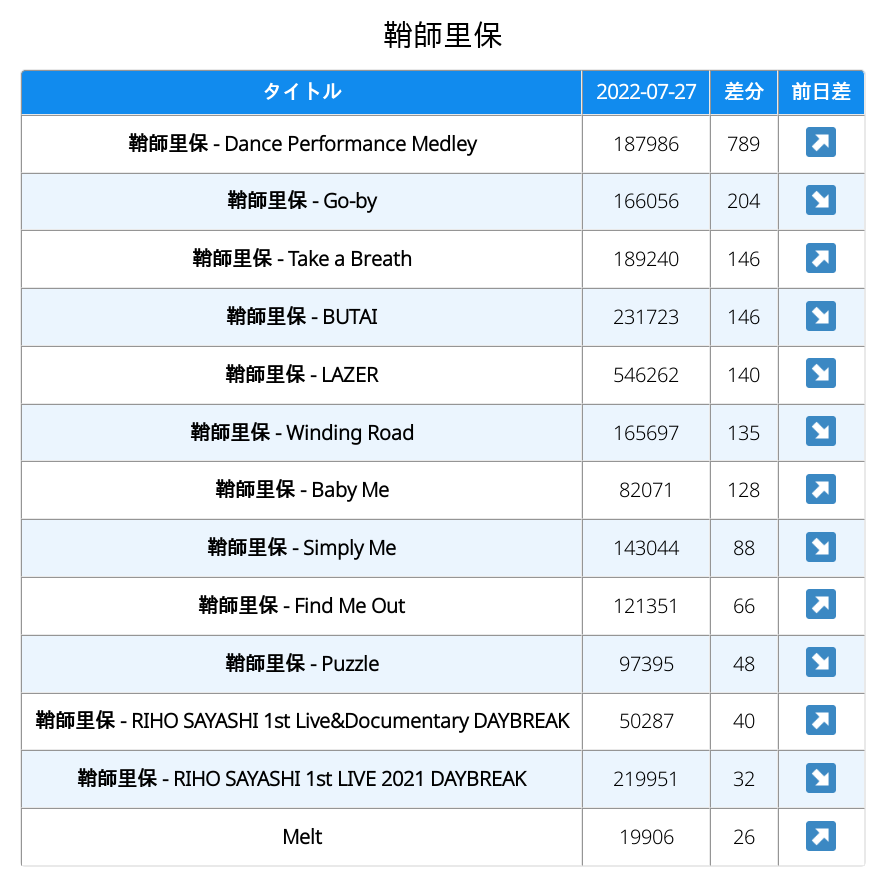 鞘師里保
タイトル 2022-07-27 差分 前日差
鞘師里保 - Dance Performance Medley 187986 789 ↗
鞘師里保 - Go-by 166056 204 ↘
鞘師里保 - Take a Breath 189240 146 ↗
鞘師里保 - BUTAI 231723 146 ↘
鞘師里保 - LAZER 546262 140 ↘
鞘師里保 - Winding Road 165697 135 ↘
鞘師里保 - Baby Me 82071 128 ↗
鞘師里保 - Simply Me 143044 88 ↘
鞘師里保 - Find Me Out 121351 66 ↗
鞘師里保 - Puzzle 97395 48 ↘
鞘師里保 - RIHO SAYASHI 1st Live&Documentary DAYBREAK 50287 40 ↗
鞘師里保 - RIHO SAYASHI 1st LIVE 2021 DAYBREAK 219951 32 ↘
Melt 19906 26 ↗